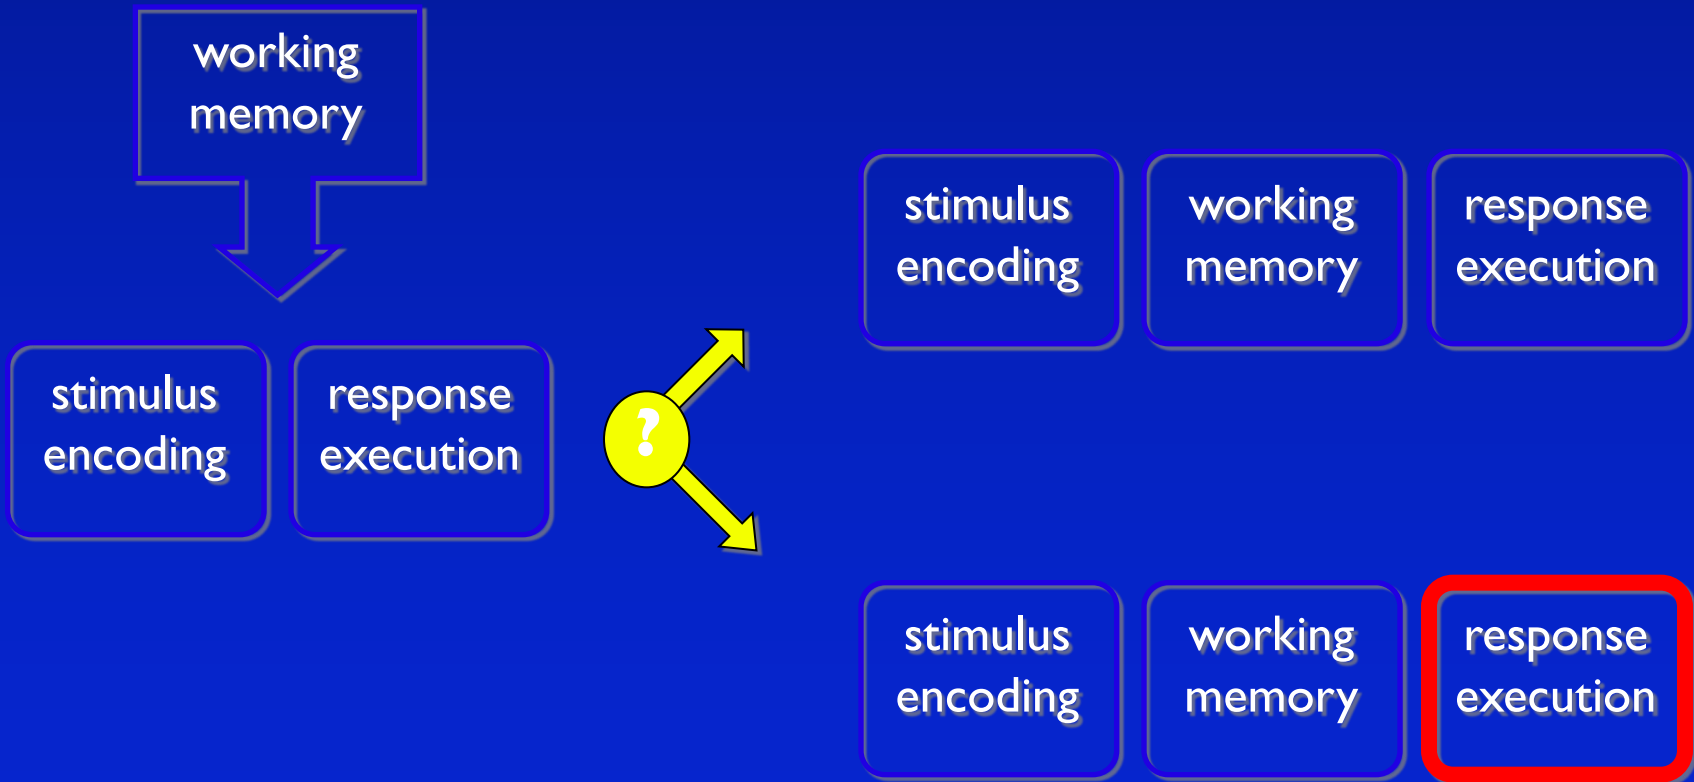 working
memory
stimulus
encoding
response
execution
?
stimulus
encoding
working
memory
response
execution
stimulus
encoding
working
memory
response
execution